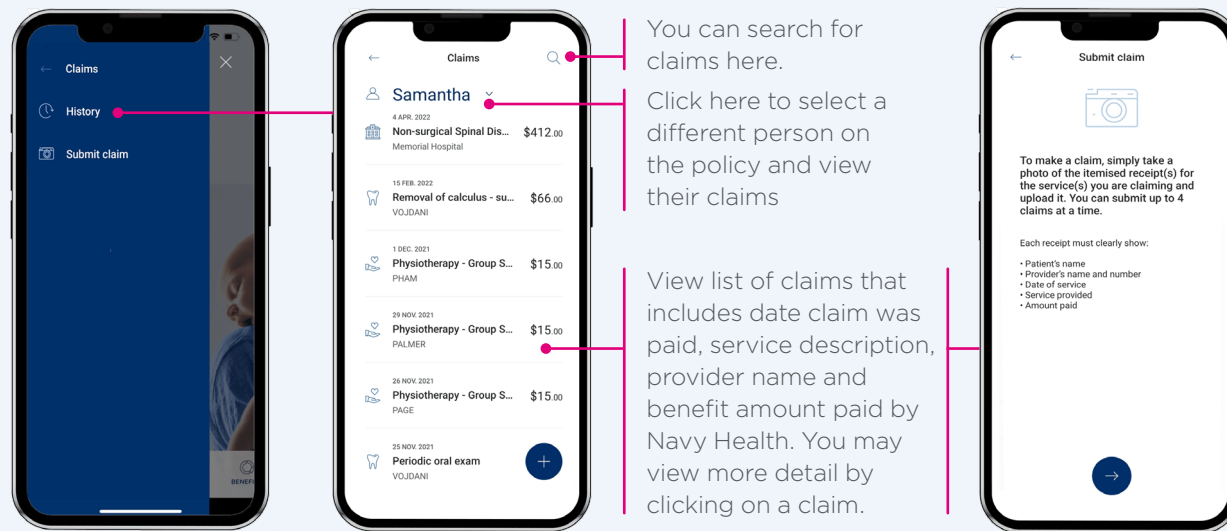 Claims
History
Submit claim
BENEFI
Claims
Samantha
4 APR. 2022
Non-surgical Spinal Dis... $412.00
Memorial Hospital
15 FEB. 2022
Removal of calculus - su... $66.00
VOJDANI
1 DEC. 2021
Physiotherapy - Group S... $15.00
PHAM
29 NOV. 2021
Physiotherapy - Group S... $15.00
PALMER
26 NOV. 2021
Physiotherapy - Group S... $15.00
PAGE
25 NOV. 2021
Periodic oral exam
VOJDANI
You can search for
claims here.
Click here to select a
different person on
the policy and view
their claims
View list of claims that
includes date claim was
paid, service description,
provider name and
benefit amount paid by
Navy Health. You may
view more detail by
clicking on a claim.
Submit claim
To make a claim, simply take a
photo of the itemised receipt(s) for
the service(s) you are claiming and
upload it. You can submit up to 4
claims at a time.
Each receipt must clearly show:
• Patient's name
• Provider's name and number
• Date of service
• Service provided
• Amount paid